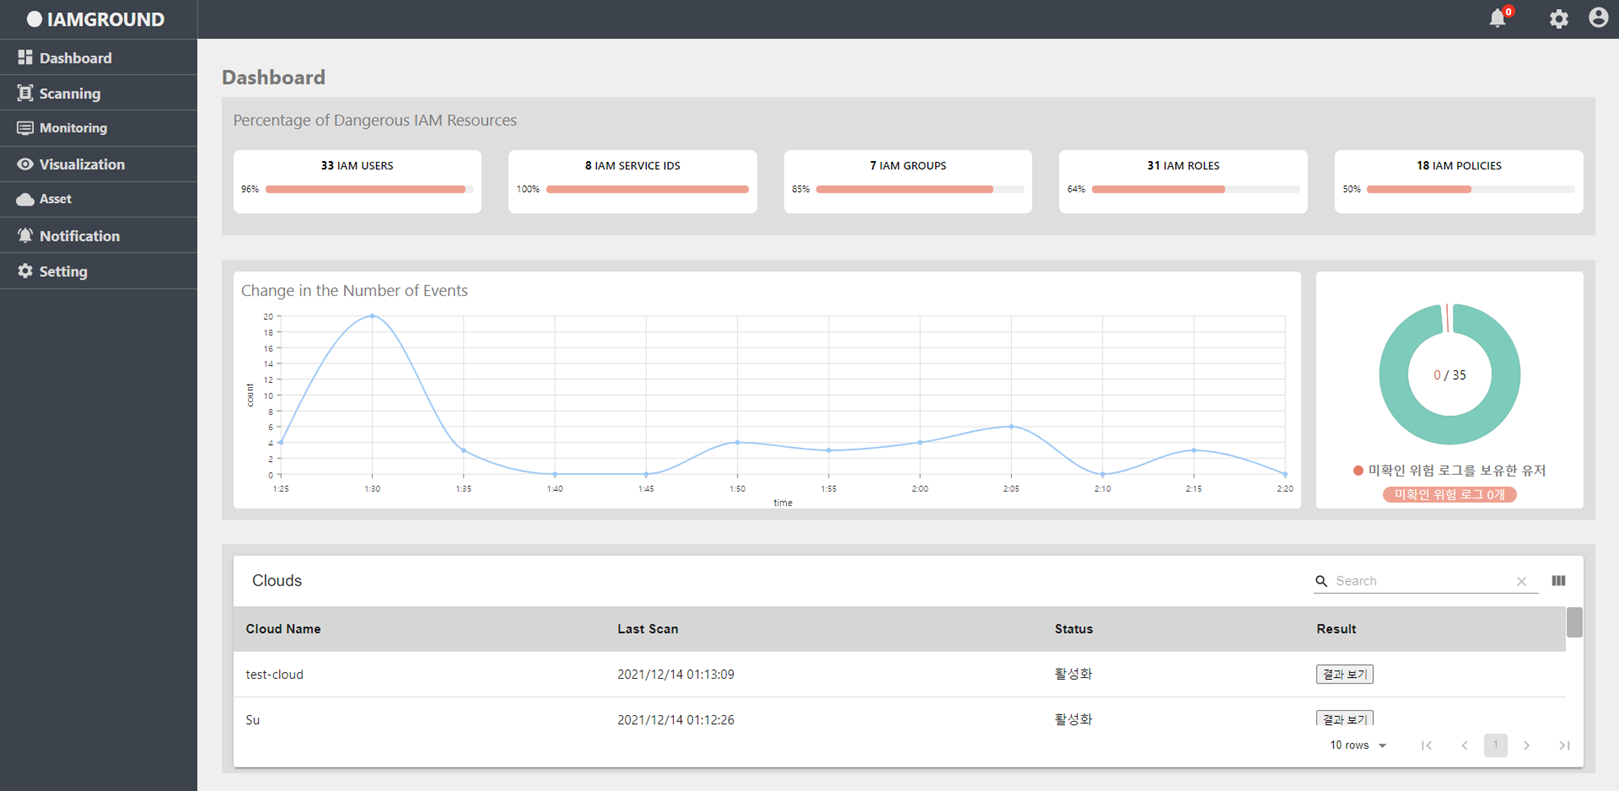 IAMGROUND
0
Dashboard
Scanning
Monitoring
Visualization
Asset
Notification
Setting
Dashboard
Percentage of Dangerous IAM Resources
33 IAM USERS
96%
8 IAM SERVICE IDS
100%
7 IAM GROUPS
85%
31 IAM ROLES
64%
18 IAM POLICIES
50%
Change in the Number of Events
20
18
16
14
12
10
8
6
4
2
0
count
1:25 1:30 1:35 1:40 1:45 1:50 1:55 2:00 2:05 2:10 2:15 2:20
time
0 / 35
미확인 위험 로그를 보유한 유저
미확인 위험 로그 0개
Clouds
Search
Cloud Name Last Scan Status Result
test-cloud 2021/12/14 01:13:09 활성화 결과 보기
Su 2021/12/14 01:12:26 활성화 결과 보기
10 rows 1